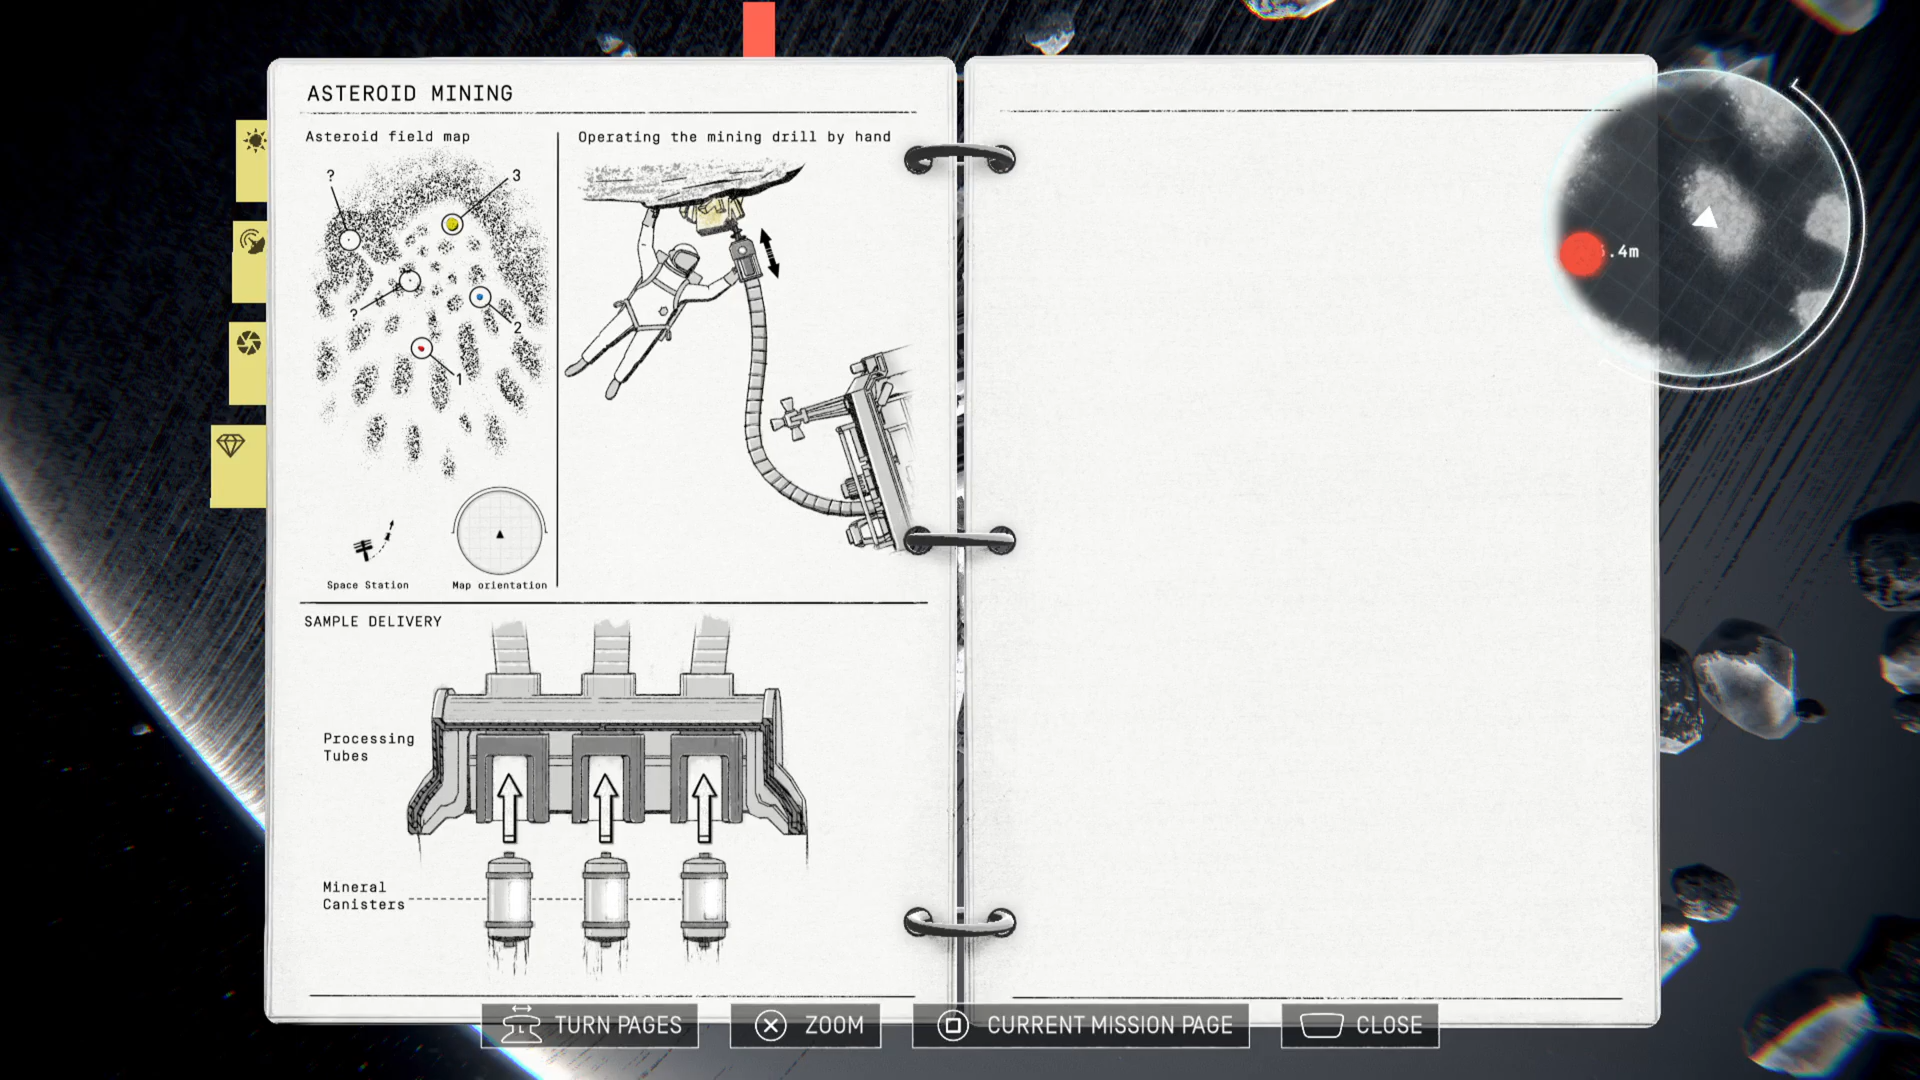 ASTEROID MINING
Asteroid field map
Operating the mining drill by hand
?
3
?
2
1
Space Station
Map orientation
.4m
SAMPLE DELIVERY
Processing
Tubes
Mineral
Canisters
L
TURN PAGES
ZOOM
CURRENT MISSION PAGE
CLOSE